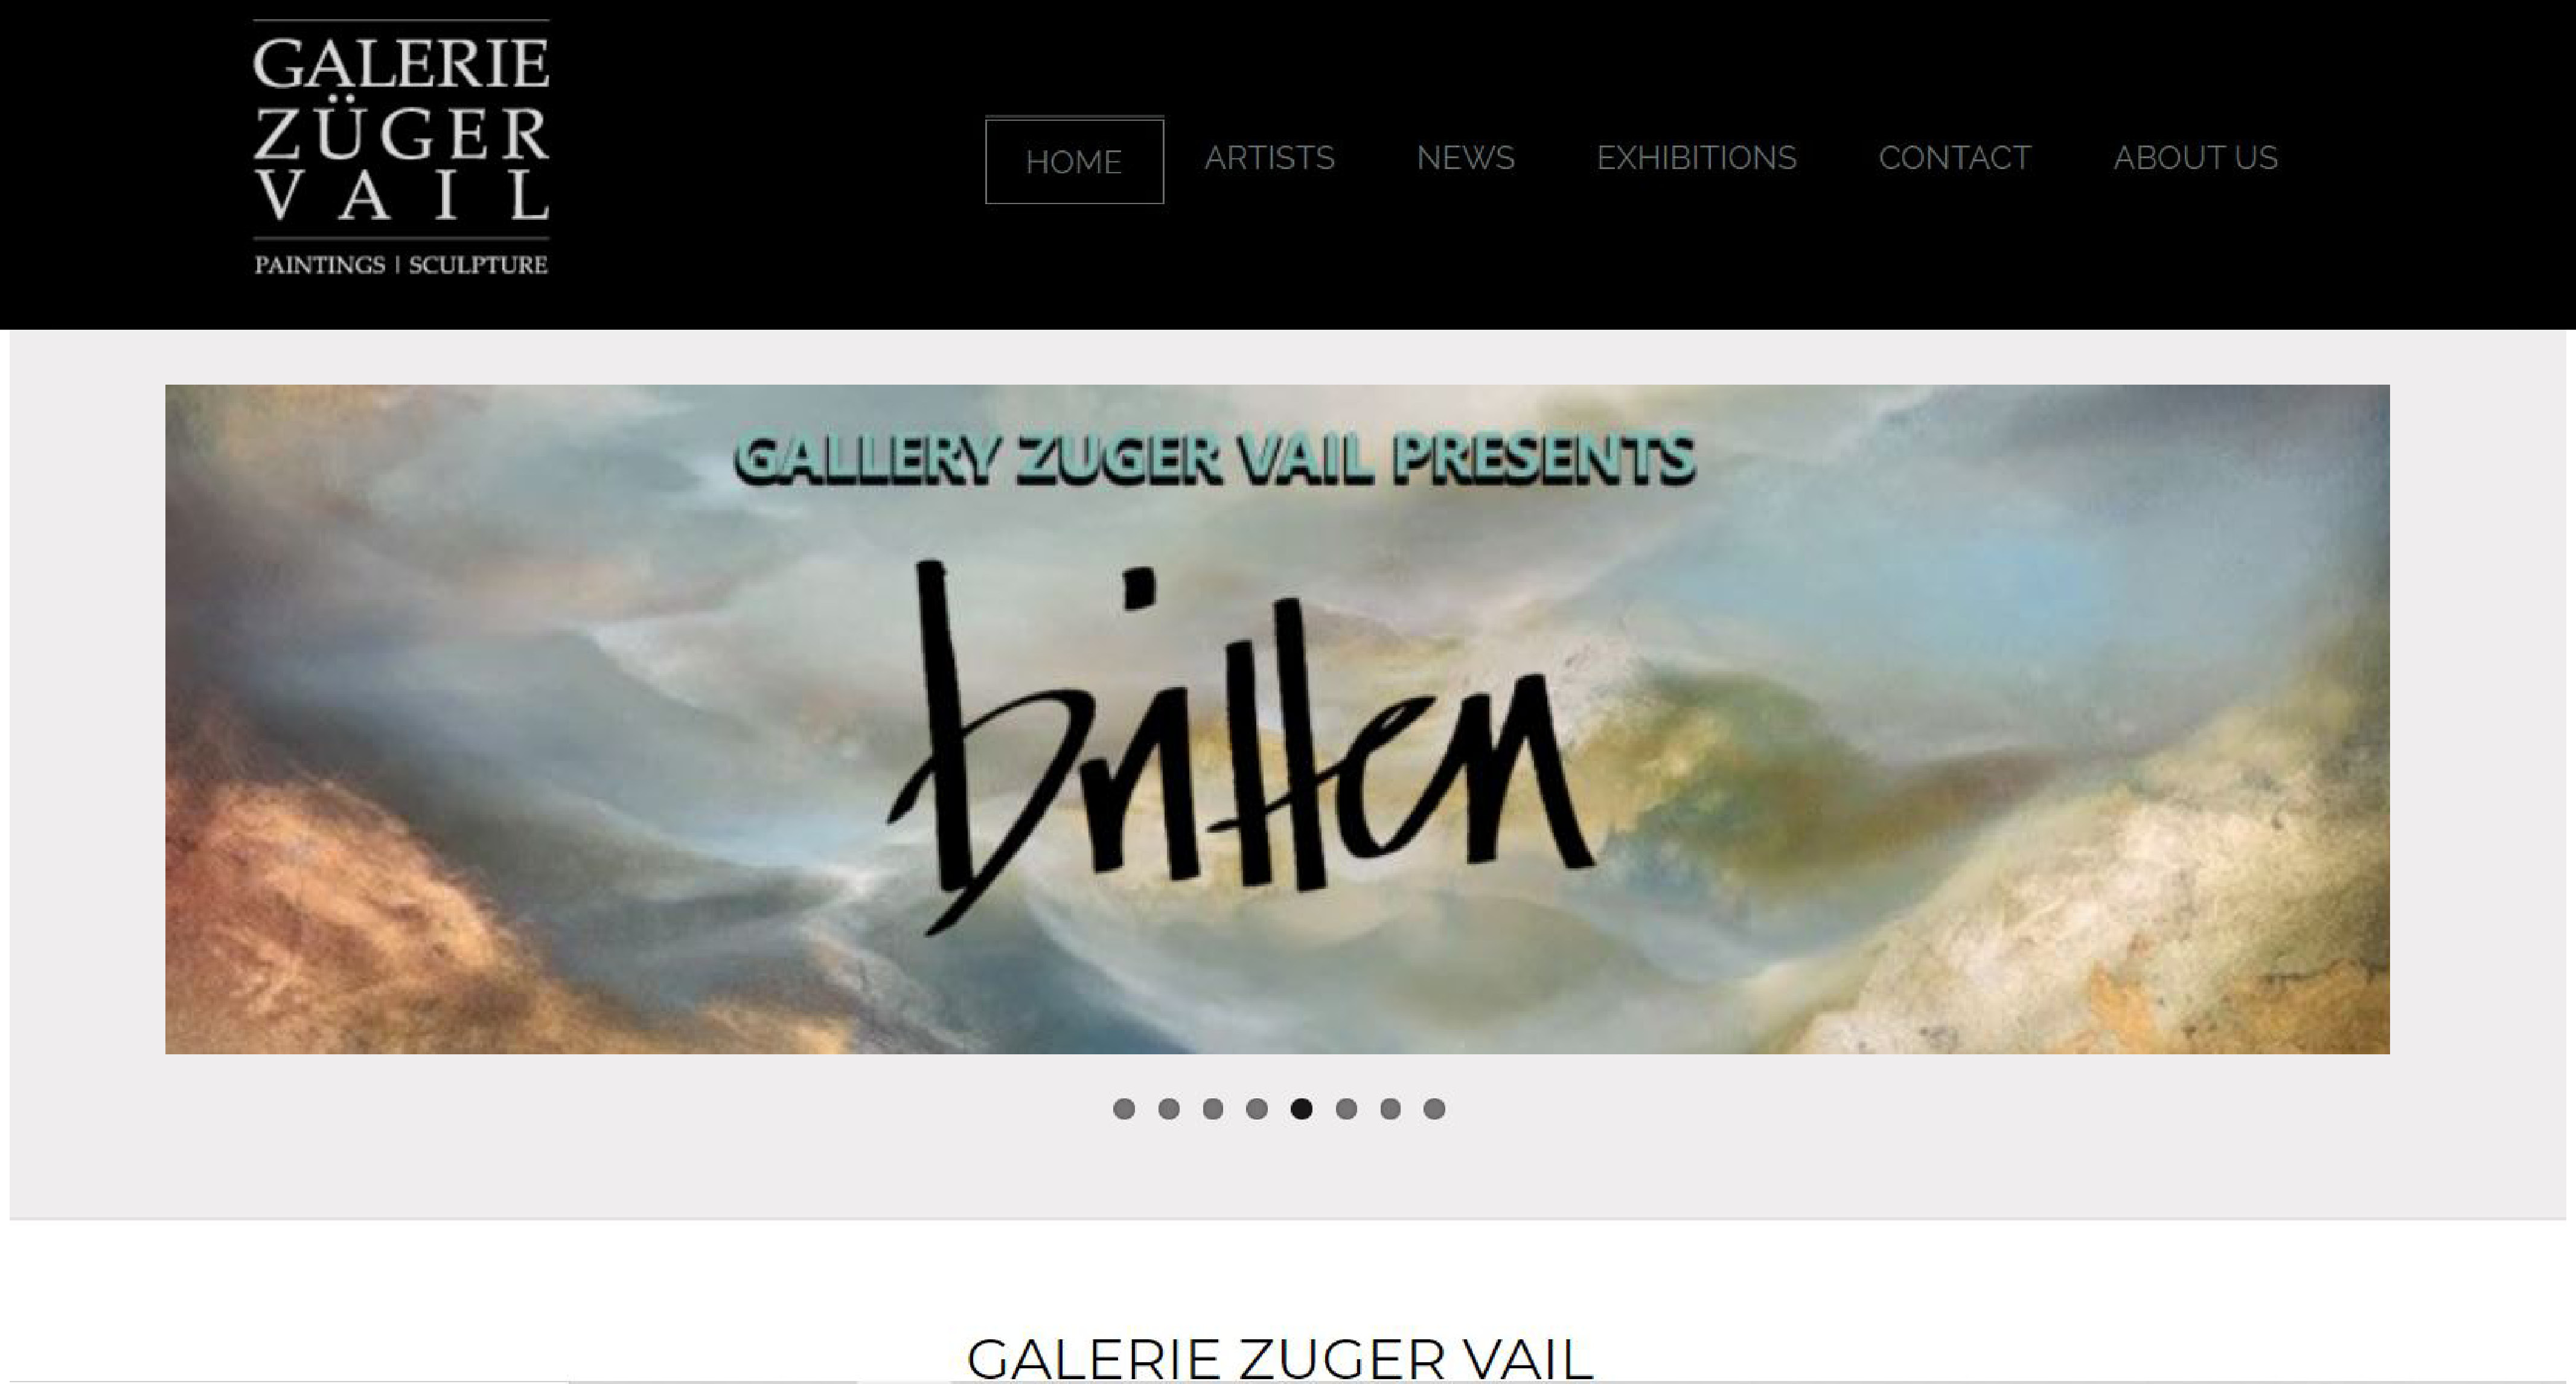 GALERIE
ZÜGER
VAIL
PAINTINGS | SCULPTURE
HOME ARTISTS NEWS EXHIBITIONS CONTACT ABOUT US
GALLERY ZUGER VAIL PRESENTS
britten
GALERIE ZUGER VAIL